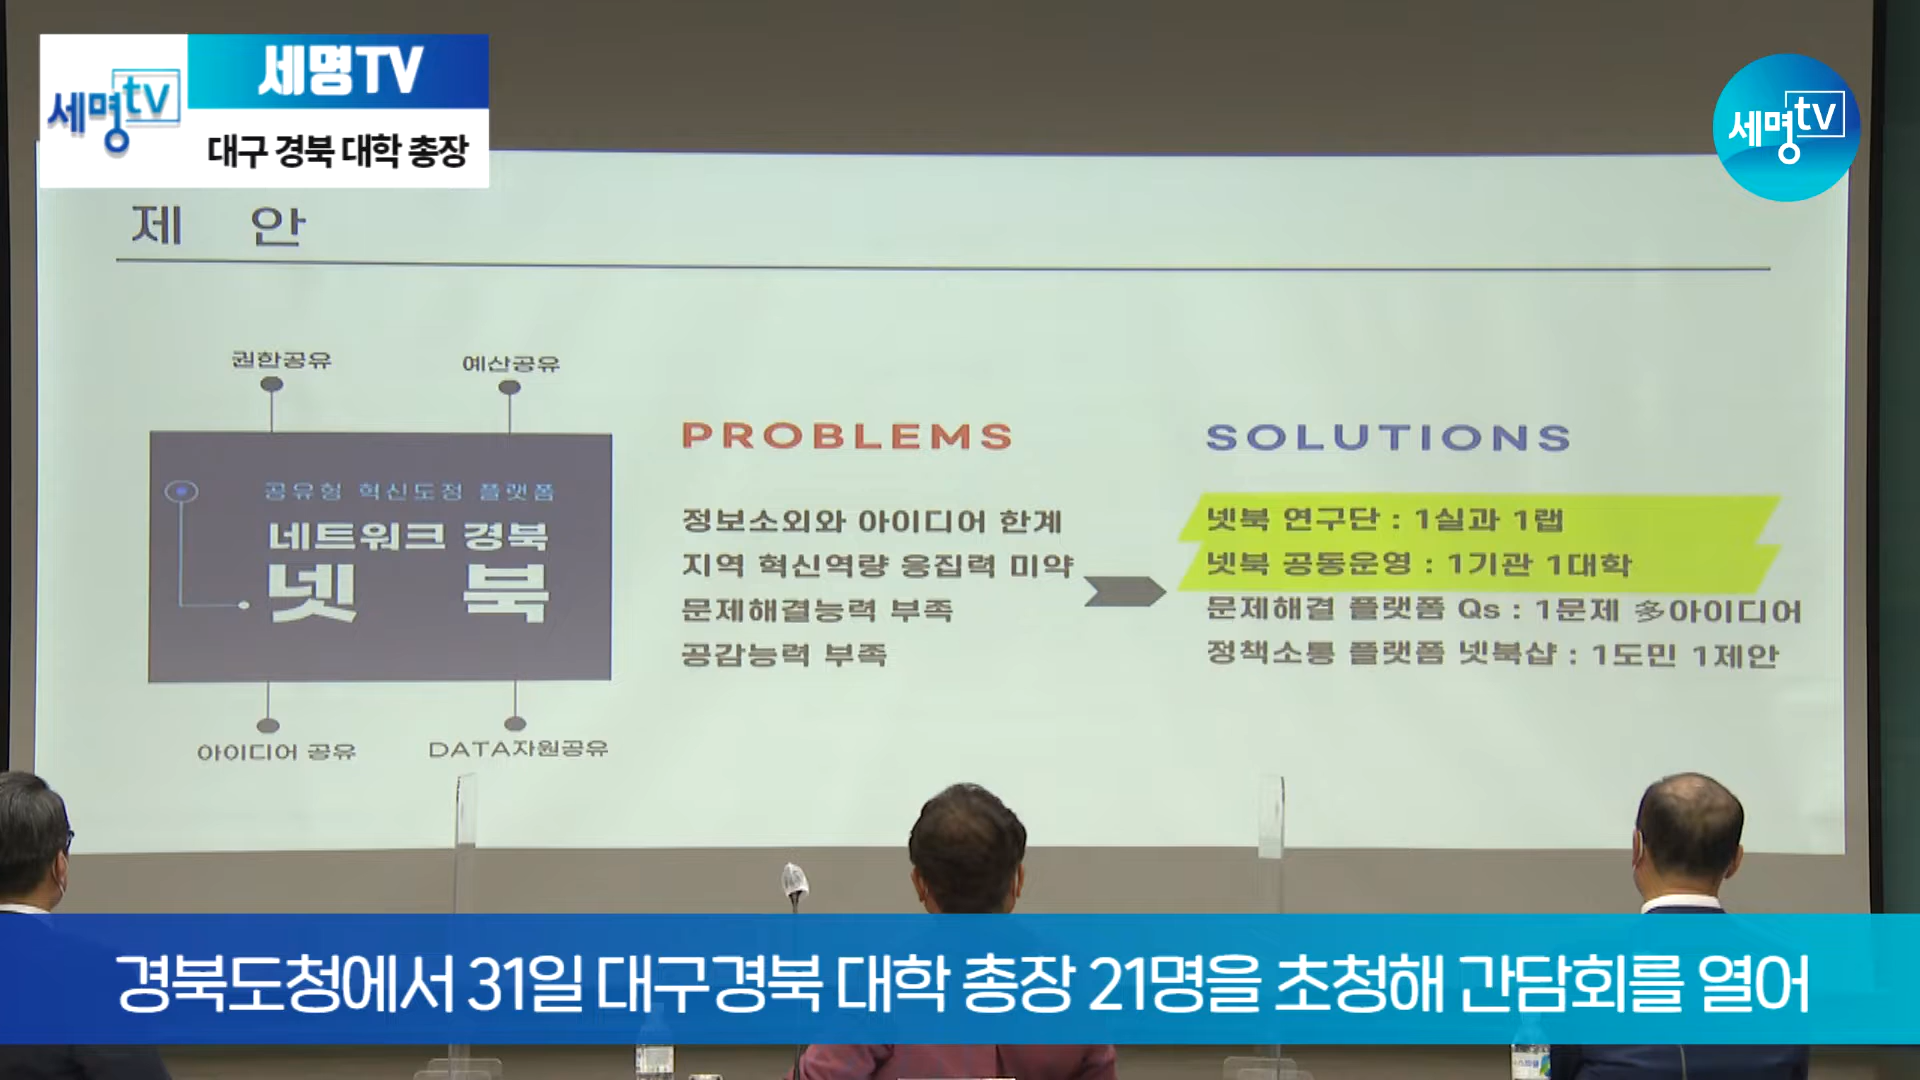 세명tv
세명TV
대구 경북 대학 총장
세명tv
제 안
권한공유
예산공유
공유형 혁신도정 플랫폼
네트워크 경북
넷 북
아이디어 공유
DATA자원공유
PROBLEMS
정보소외와 아이디어 한계
지역 혁신역량 응집력 미약
문제해결능력 부족
공감능력 부족
SOLUTIONS
넷북 연구단 : 1실과 1랩
넷북 공동운영 : 1기관 1대학
문제해결 플랫폼 Qs : 1문제 多아이디어
정책소통 플랫폼 넷북샵 : 1도민 1제안
경북도청에서 31일 대구경북 대학 총장 21명을 초청해 간담회를 열어